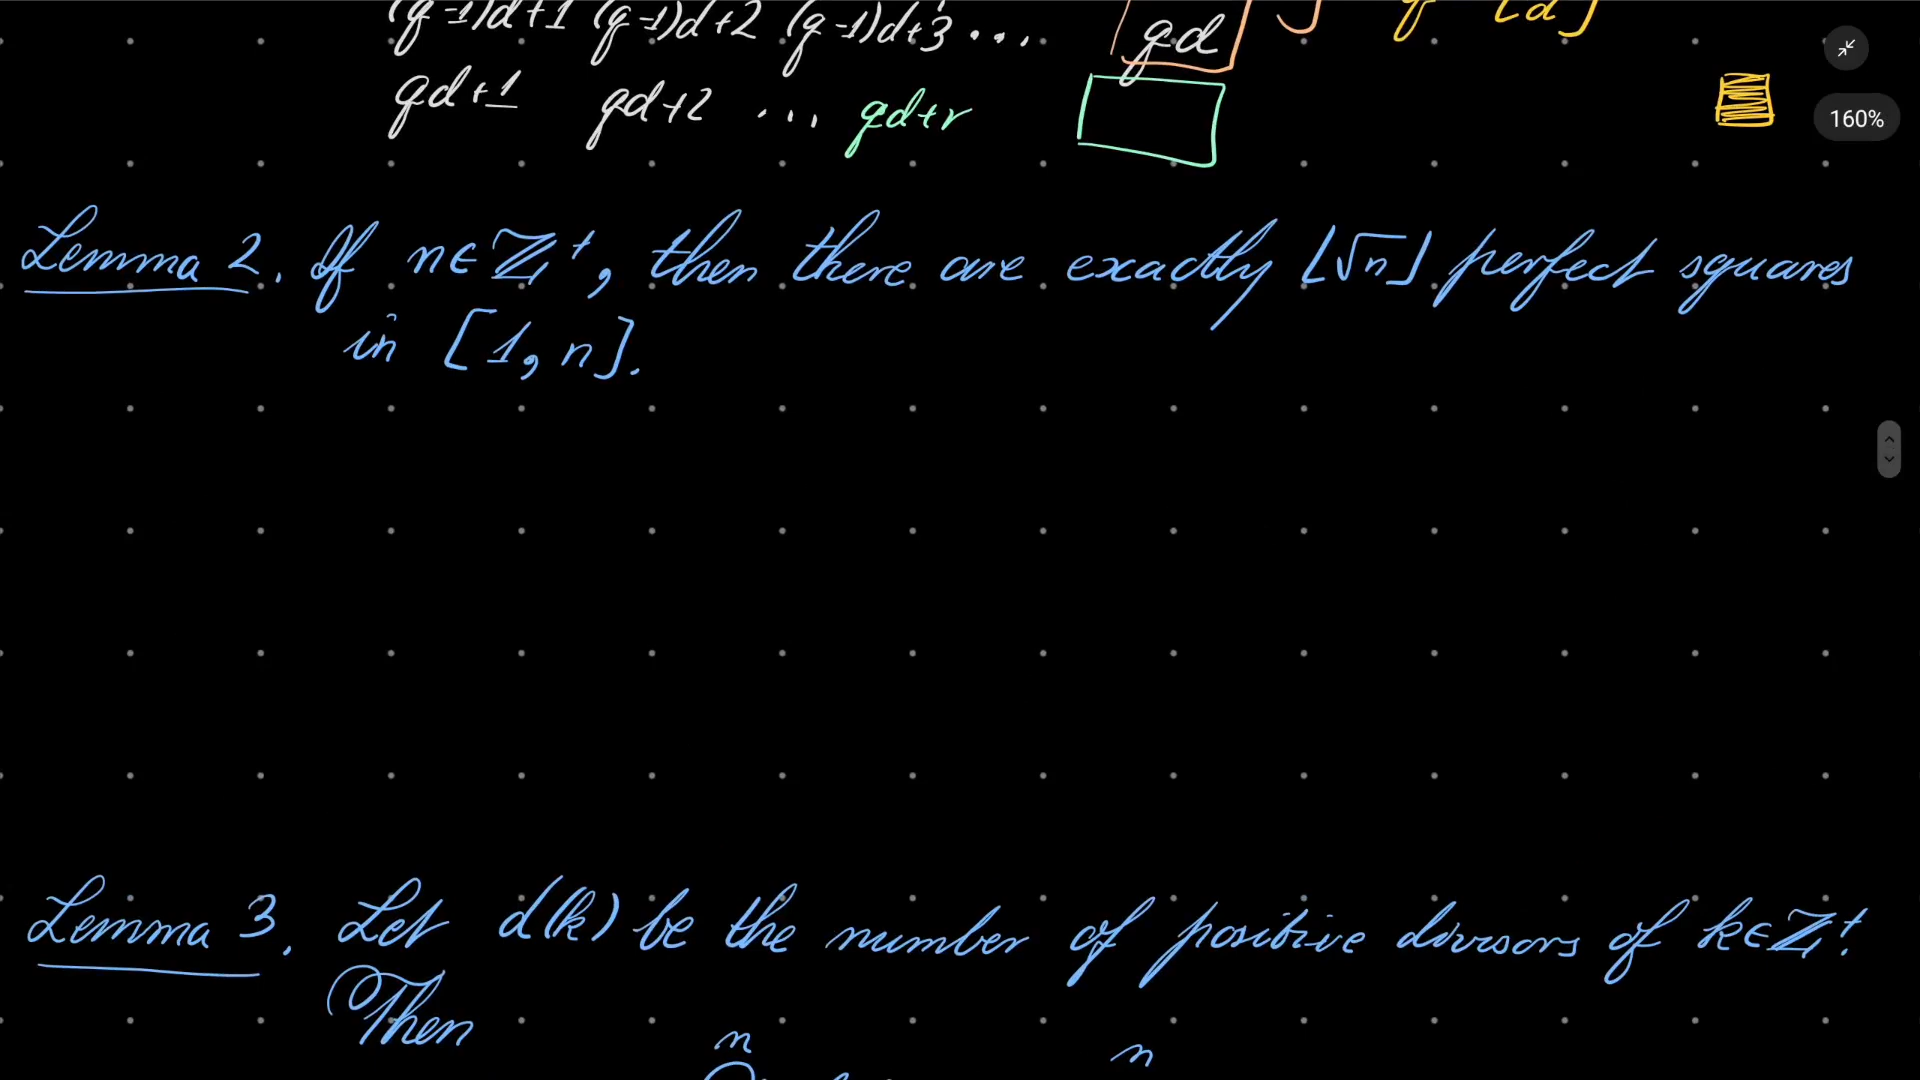 (q-1)d+1 (q-1)d+2 (q-1)d+3 ... qd
qd+1 qd+2 ... qd+r
160%
Lemma 2. If n∈ℤ⁺, then there are exactly ⌊√n⌋ perfect squares
in [1, n].
Lemma 3. Let d(k) be the number of positive divisors of k∈ℤ⁺.
Then
n n